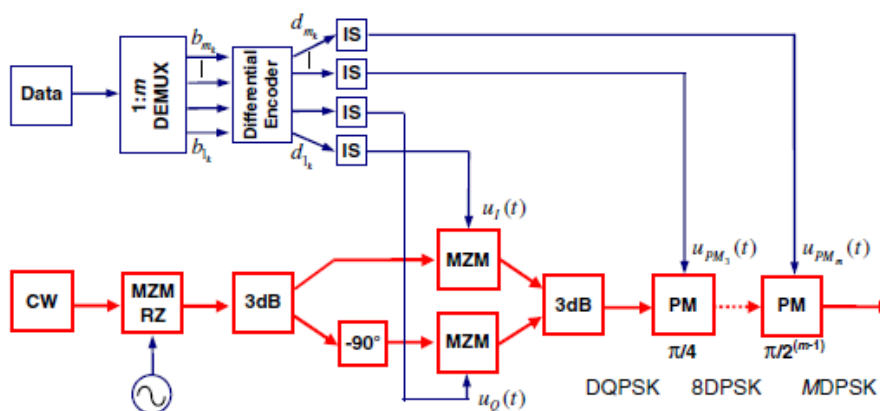 Data
1:m
DEMUX
b_{m_k}
b_{1_k}
Differential
Encoder
d_{m_k}
d_{1_k}
IS
IS
IS
IS
u_I(t)
u_{PM_3}(t)
u_{PM_m}(t)
CW
MZM
RZ
3dB
-90°
MZM
MZM
u_Q(t)
3dB
PM
PM
π/4
π/2^{(m-1)}
DQPSK 8DPSK MDPSK